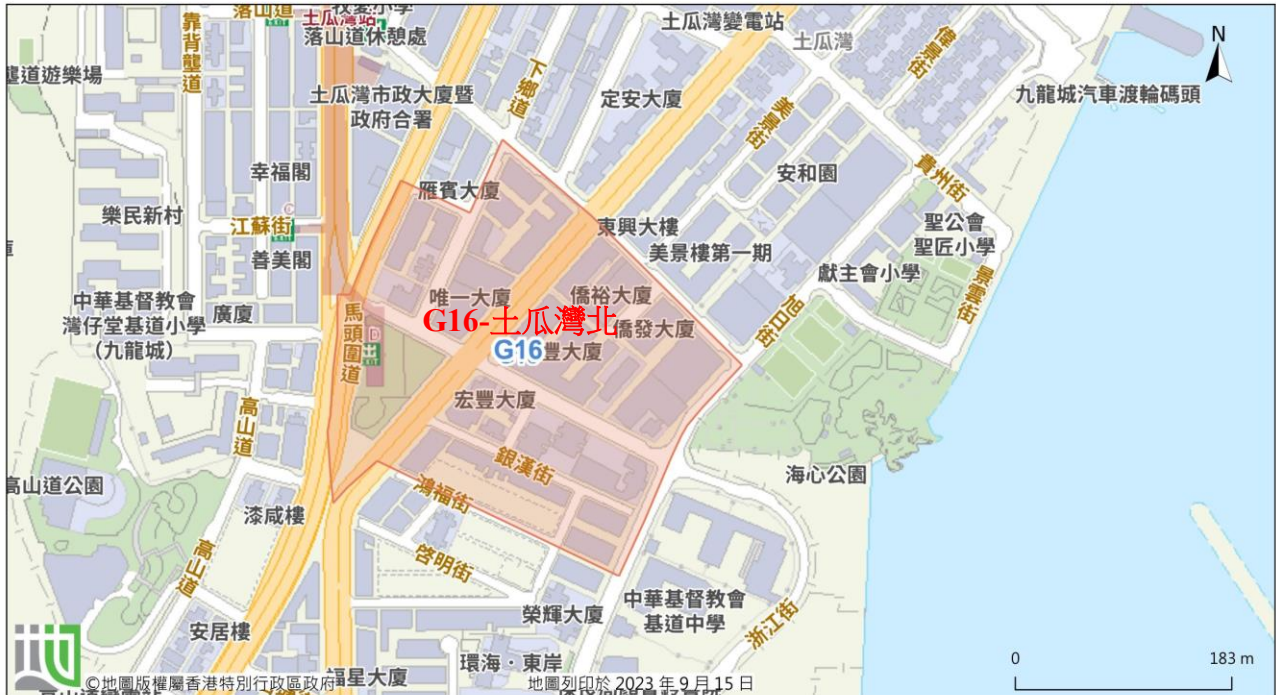 落山道
土瓜灣站
落山道休憩處
靠背壟道
土瓜灣變電站
土瓜灣
偉景街
N
壟道遊樂場
下鄉道
土瓜灣市政大廈暨
政府合署
定安大廈
美景街
九龍城汽車渡輪碼頭
幸福閣
雁賓大廈
安和園
貴州街
樂民新村
C
江蘇街
東興大樓
聖公會
聖匠小學
善美閣
美景樓第一期
獻主會小學
景雲街
中華基督教會
灣仔堂基道小學
(九龍城)
廣廈
馬頭圍道
唯一大廈
僑裕大廈
旭日街
G16-土瓜灣北
僑發大廈
D
出
EXIT
G16
豐大廈
宏豐大廈
高山道
銀漢街
海心公園
高山道公園
鴻福街
漆咸樓
高山道
啓明街
榮輝大廈
中華基督教會
基道中學
浙江街
安居樓
環海·東岸
福星大廈
0
183 m
©地圖版權屬香港特別行政區政府
地圖列印於 2023 年 9 月 15 日